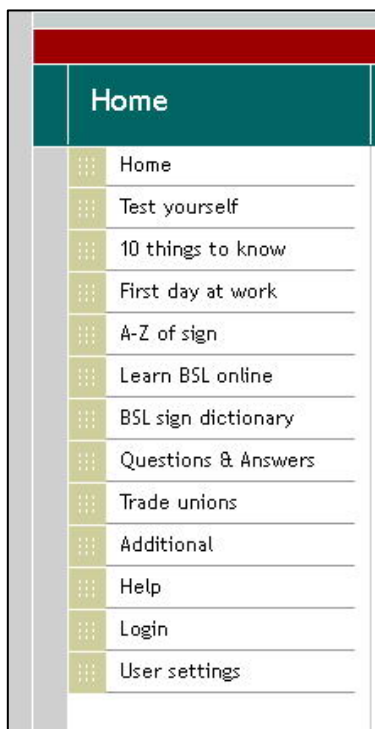 Home
Home
Test yourself
10 things to know
First day at work
A-Z of sign
Learn BSL online
BSL sign dictionary
Questions & Answers
Trade unions
Additional
Help
Login
User settings